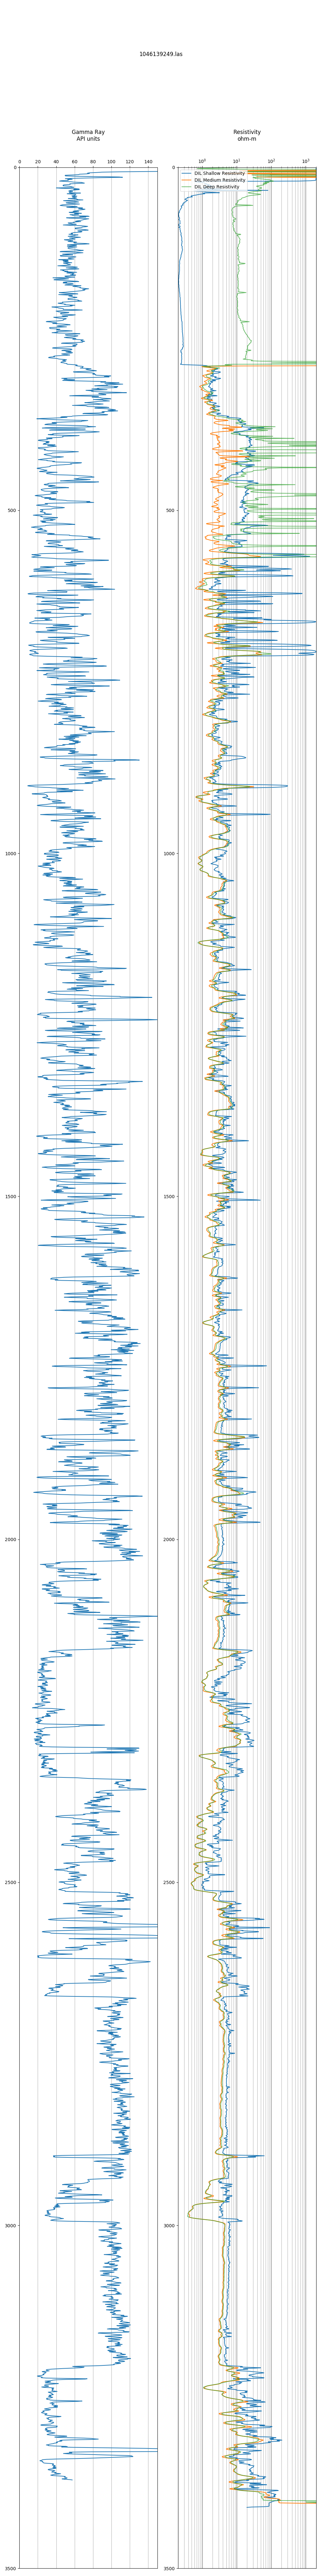 1046139249.las
Gamma Ray
API units
Resistivity
ohm-m
0 20 40 60 80 100 120 140
10⁰ 10¹ 10² 10³
DIL Shallow Resistivity
DIL Medium Resistivity
DIL Deep Resistivity
0 0
500 500
1000 1000
1500 1500
2000 2000
2500 2500
3000 3000
3500 3500